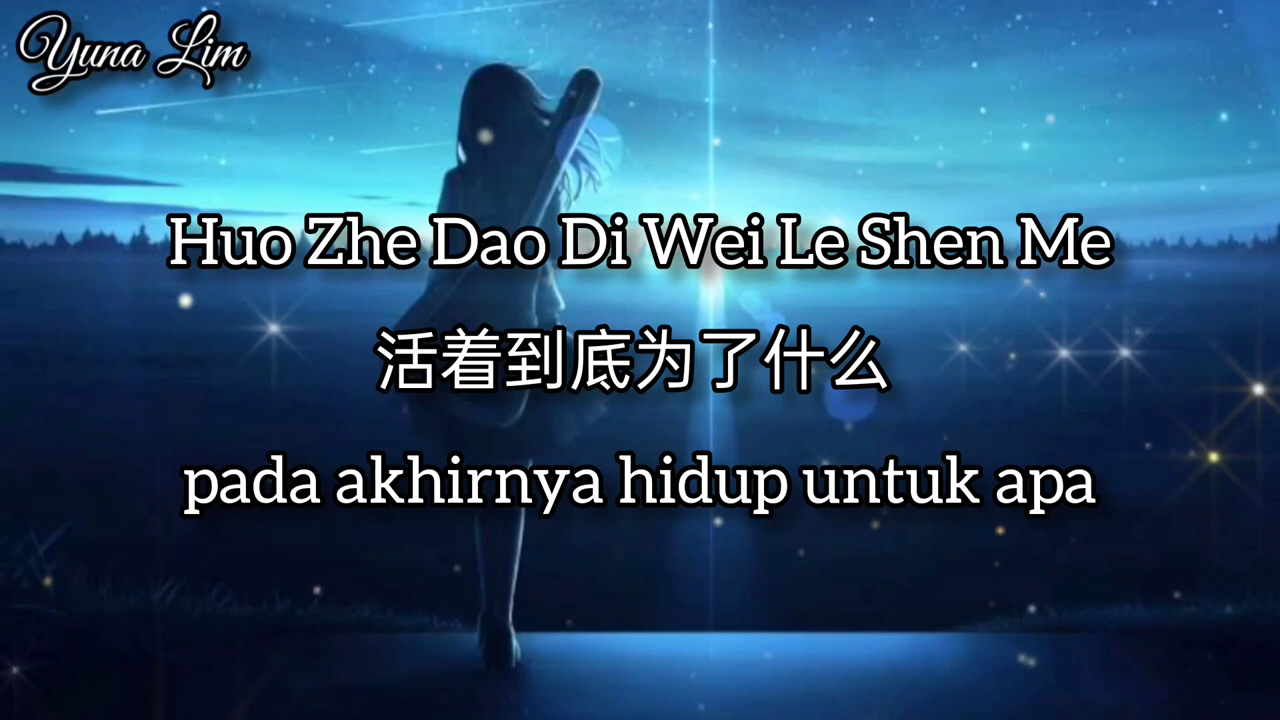 Yuna Lim
Huo Zhe Dao Di Wei Le Shen Me
活着到底为了什么
pada akhirnya hidup untuk apa